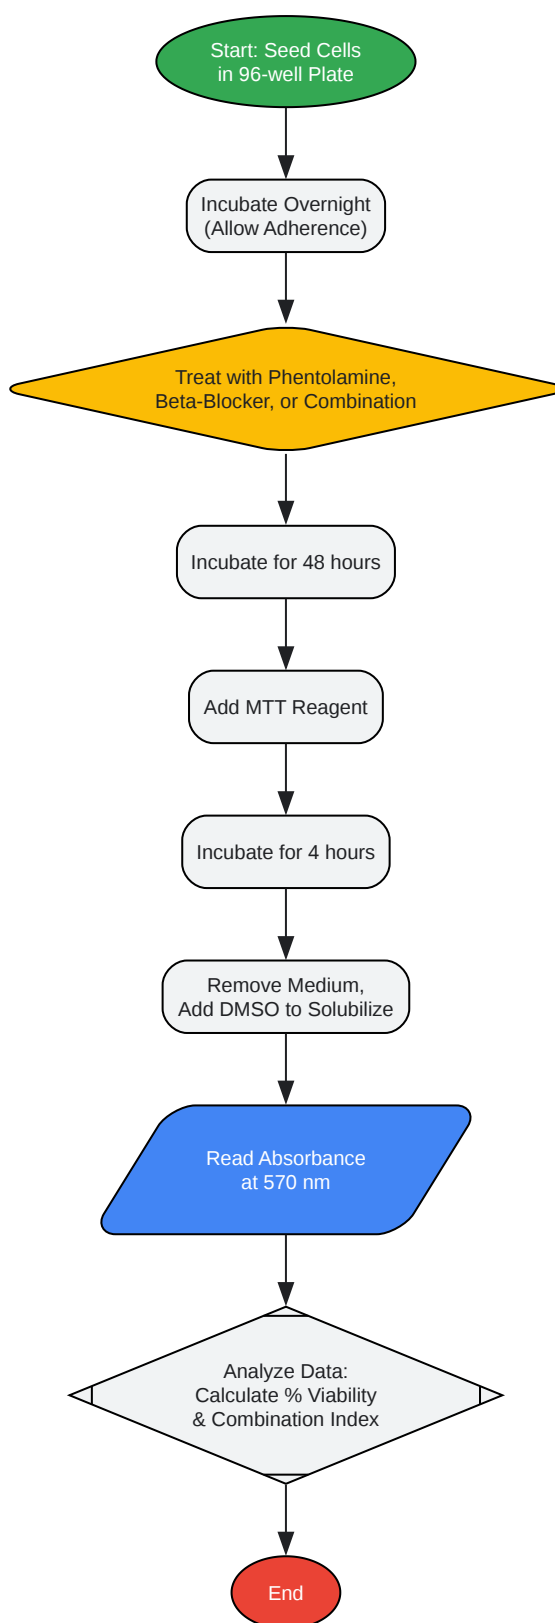 Start: Seed Cells
in 96-well Plate
Incubate Overnight
(Allow Adherence)
Treat with Phentolamine,
Beta-Blocker, or Combination
Incubate for 48 hours
Add MTT Reagent
Incubate for 4 hours
Remove Medium,
Add DMSO to Solubilize
Read Absorbance
at 570 nm
Analyze Data:
Calculate % Viability
& Combination Index
End